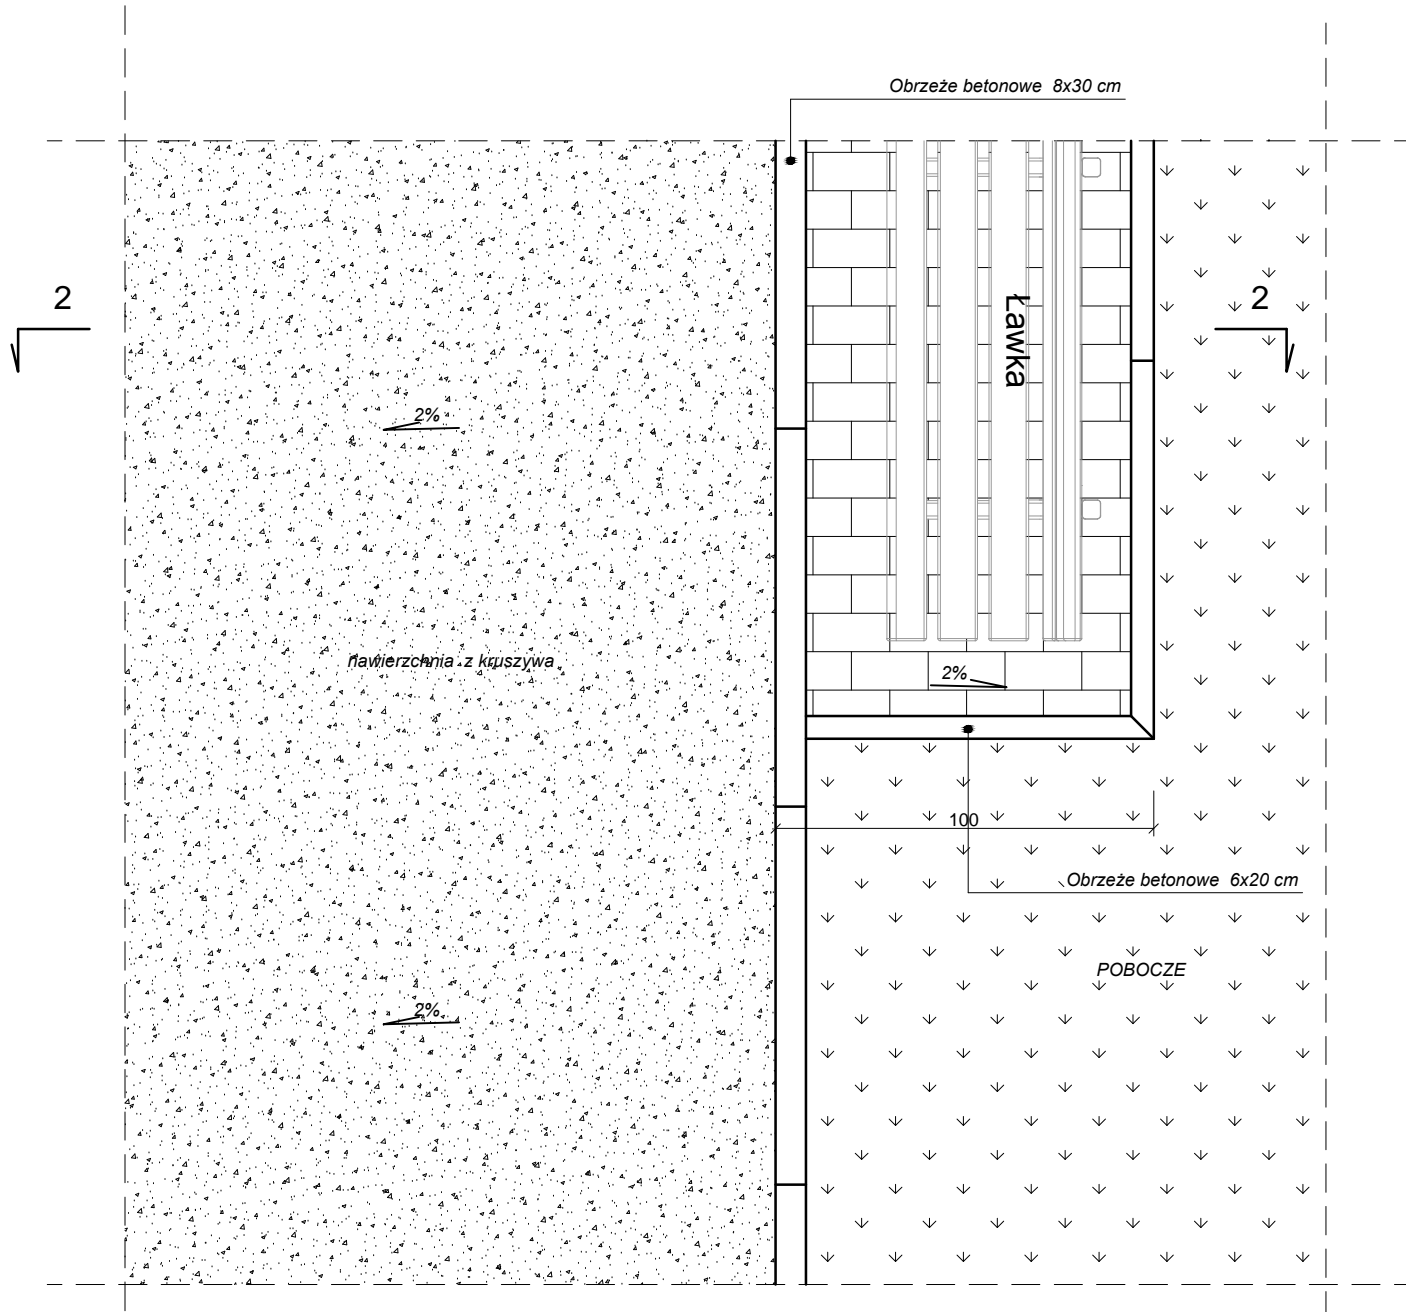 Obrzeże betonowe 8x30 cm
2
2
Ławka
2%
nawierzchnia z kruszywa
2%
100
Obrzeże betonowe 6x20 cm
POBOCZE
2%